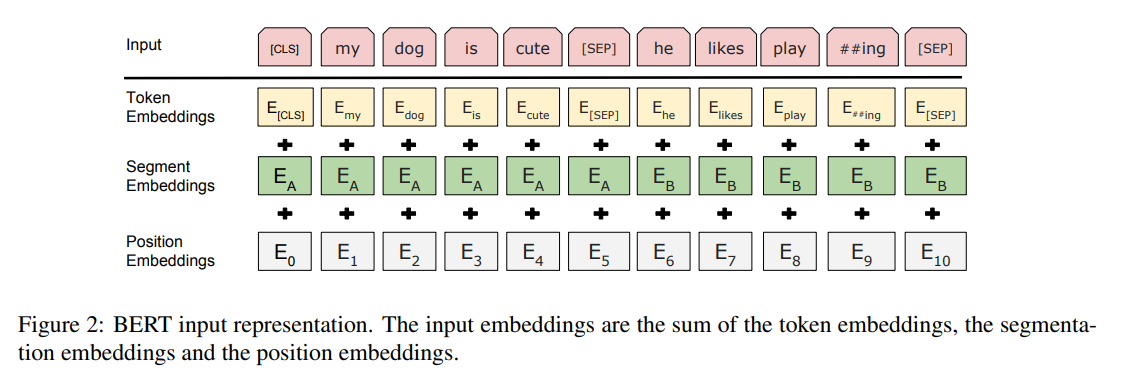 Input [CLS] my dog is cute [SEP] he likes play ##ing [SEP]
Token
Embeddings
E[CLS] Emy Edog Eis Ecute E[SEP] Ehe Elikes Eplay E##ing E[SEP]
+ + + + + + + + + + +
Segment
Embeddings
EA EA EA EA EA EA EB EB EB EB EB
+ + + + + + + + + + +
Position
Embeddings
E0 E1 E2 E3 E4 E5 E6 E7 E8 E9 E10
Figure 2: BERT input representation. The input embeddings are the sum of the token embeddings, the segmenta-
tion embeddings and the position embeddings.